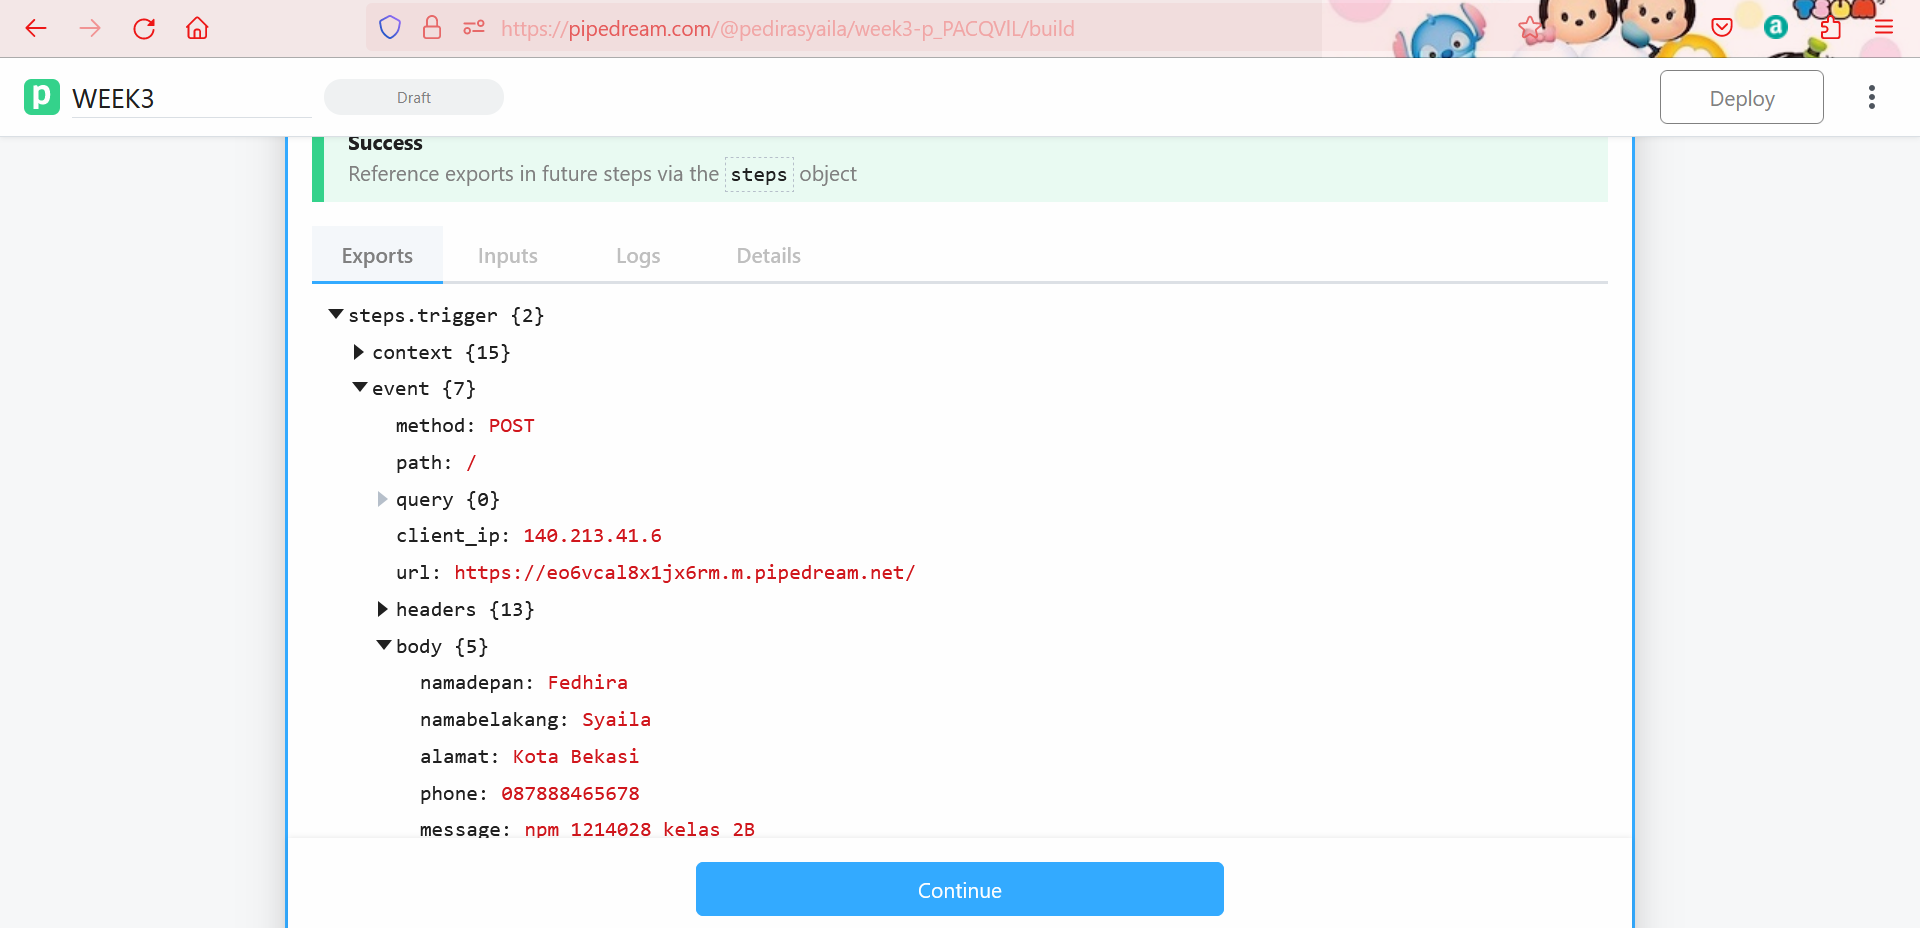 https://pipedream.com/@pedirasyaila/week3-p_PACQVIL/build
a
p WEEK3
Draft
Deploy
Success
Reference exports in future steps via the steps object
Exports Inputs Logs Details
steps.trigger {2}
context {15}
event {7}
method: POST
path: /
query {0}
client_ip: 140.213.41.6
url: https://eo6vcal8x1jx6rm.m.pipedream.net/
headers {13}
body {5}
namadepan: Fedhira
namabelakang: Syaila
alamat: Kota Bekasi
phone: 087888465678
message: npm 1214028 kelas 2B
Continue